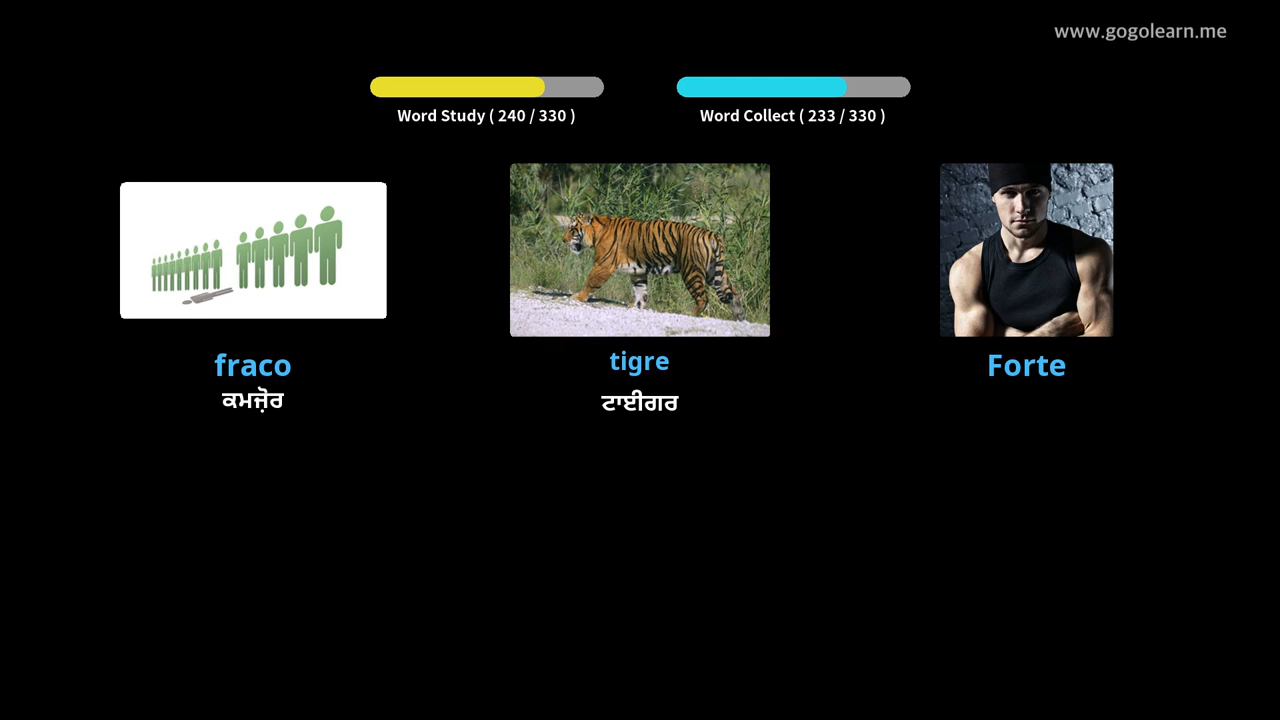 www.gogolearn.me
Word Study ( 240 / 330 )
Word Collect ( 233 / 330 )
fraco
ਕਮਜ਼ੋਰ
tigre
ਟਾਈਗਰ
Forte